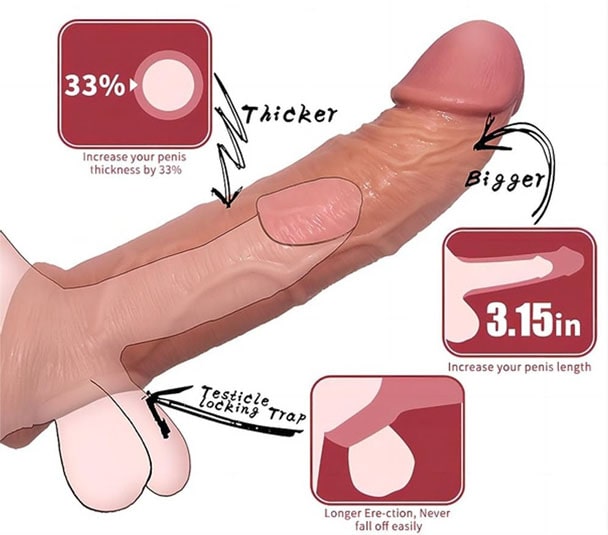 33%
Thicker
Increase your penis
thickness by 33%
Bigger
3.15in
Increase your penis length
Testicle
locking Trap
Longer Ere-ction, Never
fall off easily